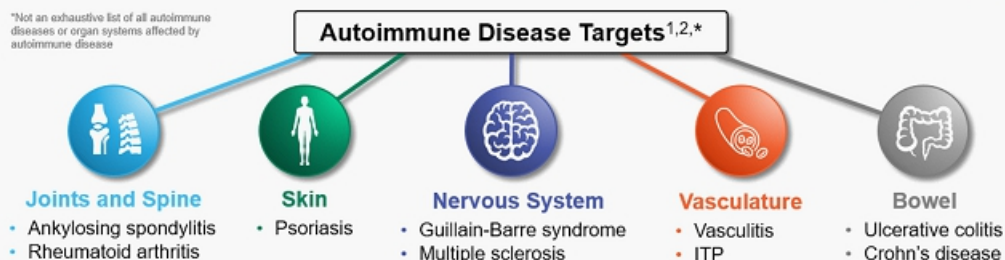 *Not an exhaustive list of all autoimmune
diseases or organ systems affected by
autoimmune disease
Autoimmune Disease Targets1,2,*
Joints and Spine
• Ankylosing spondylitis
• Rheumatoid arthritis
Skin
• Psoriasis
Nervous System
• Guillain-Barre syndrome
• Multiple sclerosis
Vasculature
• Vasculitis
• ITP
Bowel
• Ulcerative colitis
• Crohn's disease